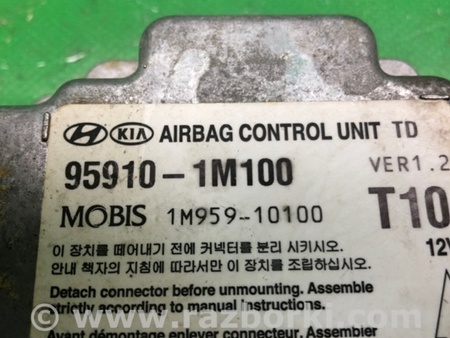 HYUNDAI KIA AIRBAG CONTROL UNIT TD
95910-1M100 VER1.2
MOBIS 1M959-10100 T10
이 장치를 떼어내기 전에 커넥터를 분리 시키시오. 12V
안내 책자의 지침에 따라서만 이 장치를 조립하십시오.
Detach connector before unmounting. Assemble
strictly according to manual instructions.
Avant démontage enlever connecteur. Assembler
© www.razborki.com